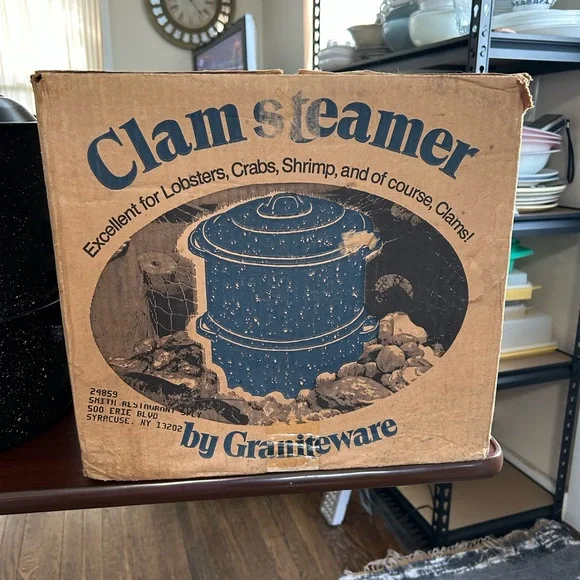 Clam steamer
Excellent for Lobsters, Crabs, Shrimp, and of course, Clams!
24859
SMITH RESTAURANT SPLY
500 ERIE BLVD
SYRACUSE, NY 13202
by Graniteware